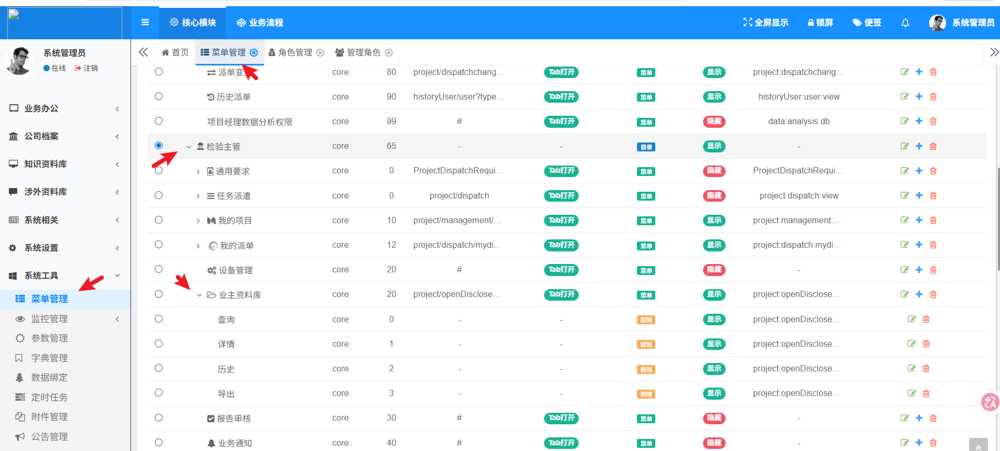 核心模块
业务流程
全屏显示
锁屏
便签
系统管理员
系统管理员
在线
注销
首页
菜单管理
角色管理
管理角色
业务办公
公司档案
知识资料库
涉外资料库
系统相关
系统设置
系统工具
菜单管理
监控管理
参数管理
字典管理
数据绑定
定时任务
附件管理
公告管理
派单变 core 80 project/dispatchchang... Tab打开 菜单 显示 project:dispatchchang...
历史派单 core 90 historyUser/user?type... Tab打开 菜单 显示 historyUser:user:view
项目经理数据分析权限 core 99 # Tab打开 菜单 隐藏 data:analysis:db
检验主管 core 65 - - 目录 显示 -
通用要求 core 0 ProjectDispatchRequi... Tab打开 菜单 隐藏 ProjectDispatchRequi...
任务派遣 core 0 project/dispatch Tab打开 菜单 隐藏 project:dispatch:view
我的项目 core 10 project/management/... Tab打开 菜单 显示 project:management:...
我的派单 core 12 project/dispatch/mydi... Tab打开 菜单 显示 project:dispatch:mydi...
设备管理 core 20 # Tab打开 菜单 隐藏 -
业主资料库 core 20 project/openDisclose... Tab打开 菜单 显示 project:openDisclose...
查询 core 0 - - 权限 显示 project:openDisclose...
详情 core 1 - - 权限 显示 project:openDisclose...
历史 core 2 - - 权限 显示 project:openDisclose...
导出 core 3 - - 权限 显示 project:openDisclose...
报告审核 core 30 # Tab打开 菜单 隐藏 -
业务通知 core 40 # Tab打开 菜单 隐藏 -